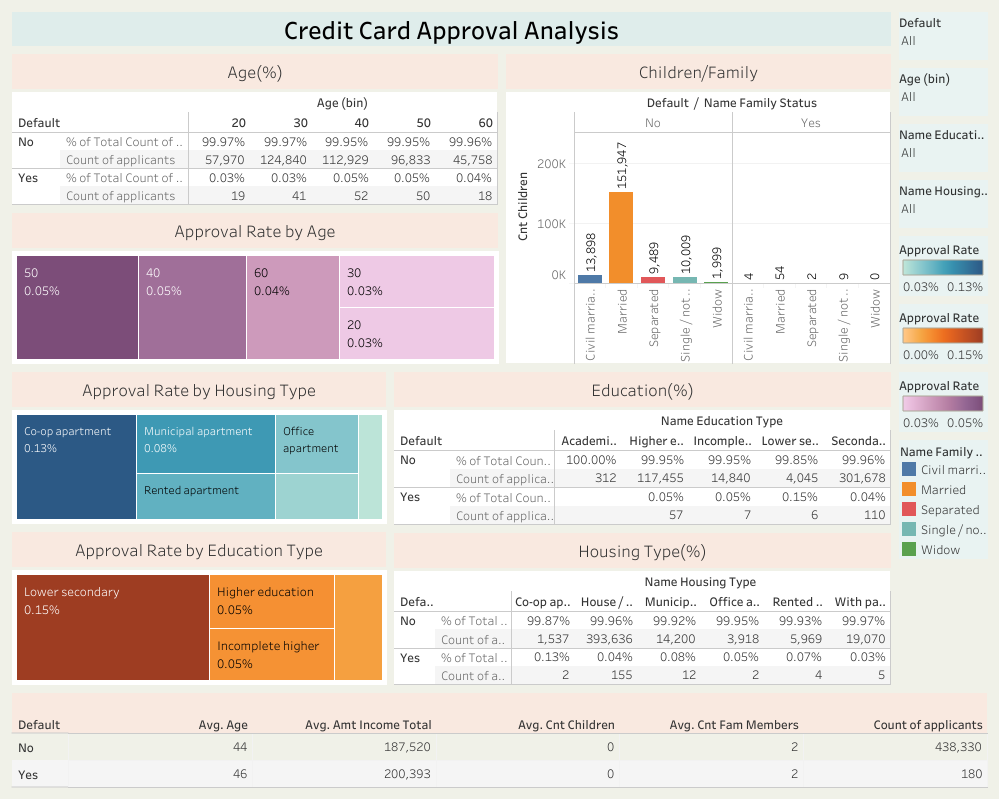 Credit Card Approval Analysis
Age(%)
Age (bin)
Default 20 30 40 50 60
No % of Total Count of .. 99.97% 99.97% 99.95% 99.95% 99.96%
Count of applicants 57,970 124,840 112,929 96,833 45,758
Yes % of Total Count of .. 0.03% 0.03% 0.05% 0.05% 0.04%
Count of applicants 19 41 52 50 18
Children/Family
Default / Name Family Status
No Yes
Cnt Children
200K
100K
0K
13,898 151,947 9,489 10,009 1,999 4 54 2 9 0
Civil marria.. Married Separated Single / not .. Widow Civil marria.. Married Separated Single / not .. Widow
Approval Rate by Age
50
0.05%
40
0.05%
60
0.04%
30
0.03%
20
0.03%
Approval Rate by Housing Type
Co-op apartment
0.13%
Municipal apartment
0.08%
Rented apartment
Office
apartment
Education(%)
Name Education Type
Default Academi.. Higher e.. Incomple.. Lower se.. Seconda..
No % of Total Coun.. 100.00% 99.95% 99.95% 99.85% 99.96%
Count of applica.. 312 117,455 14,840 4,045 301,678
Yes % of Total Coun.. 0.05% 0.05% 0.15% 0.04%
Count of applica.. 57 7 6 110
Approval Rate by Education Type
Lower secondary
0.15%
Higher education
0.05%
Incomplete higher
0.05%
Housing Type(%)
Name Housing Type
Defa.. Co-op ap.. House / .. Municip.. Office a.. Rented .. With pa..
No % of Total .. 99.87% 99.96% 99.92% 99.95% 99.93% 99.97%
Count of a.. 1,537 393,636 14,200 3,918 5,969 19,070
Yes % of Total .. 0.13% 0.04% 0.08% 0.05% 0.07% 0.03%
Count of a.. 2 155 12 2 4 5
Default Avg. Age Avg. Amt Income Total Avg. Cnt Children Avg. Cnt Fam Members Count of applicants
No 44 187,520 0 2 438,330
Yes 46 200,393 0 2 180
Default
All
Age (bin)
All
Name Educati..
All
Name Housing..
All
Approval Rate
0.03% 0.13%
Approval Rate
0.00% 0.15%
Approval Rate
0.03% 0.05%
Name Family ..
Civil marri..
Married
Separated
Single / no..
Widow